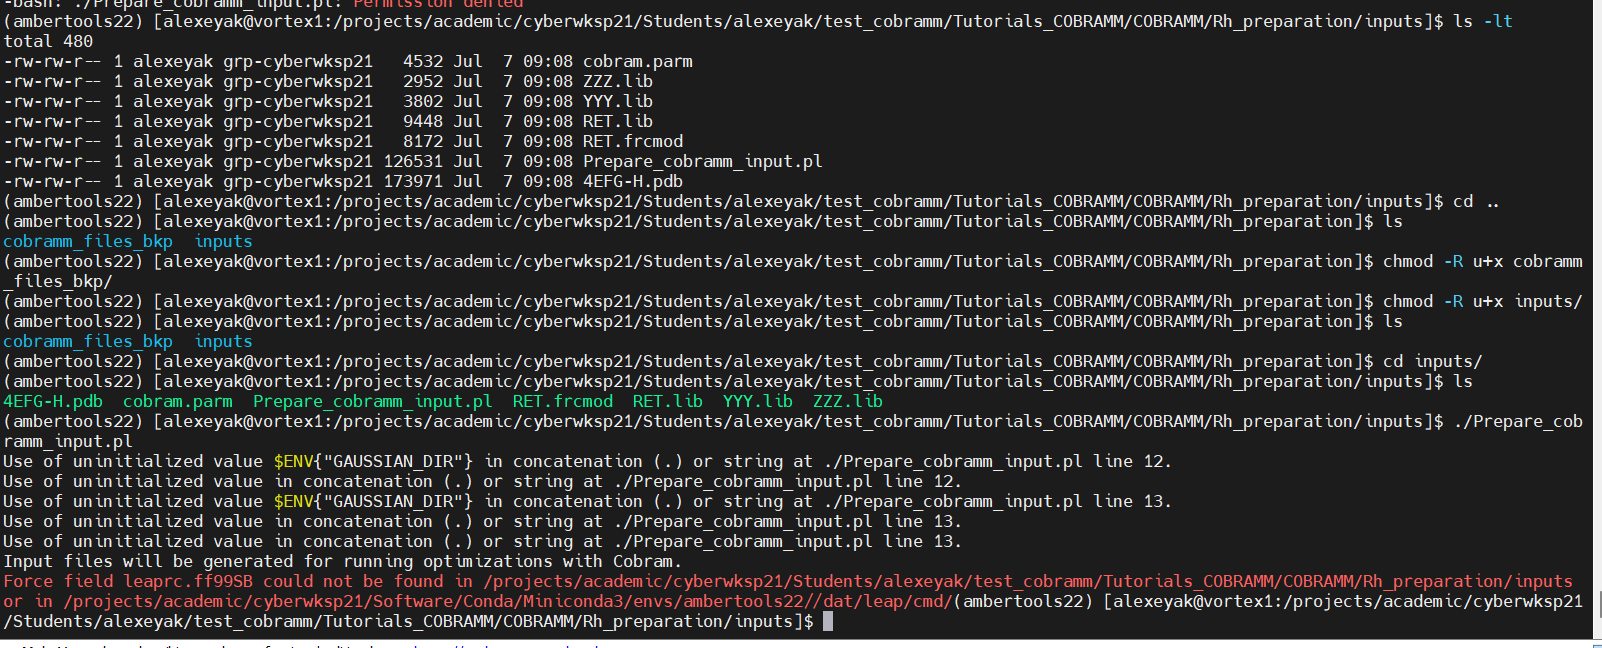 -bash: ./Prepare_cobramm_input.pl: Permission denied
(ambertools22) [alexeyak@vortex1:/projects/academic/cyberwksp21/Students/alexeyak/test_cobramm/Tutorials_COBRAMM/COBRAMM/Rh_preparation/inputs]$ ls -lt
total 480
-rw-rw-r-- 1 alexeyak grp-cyberwksp21   4532 Jul  7 09:08 cobram.parm
-rw-rw-r-- 1 alexeyak grp-cyberwksp21   2952 Jul  7 09:08 ZZZ.lib
-rw-rw-r-- 1 alexeyak grp-cyberwksp21   3802 Jul  7 09:08 YYY.lib
-rw-rw-r-- 1 alexeyak grp-cyberwksp21   9448 Jul  7 09:08 RET.lib
-rw-rw-r-- 1 alexeyak grp-cyberwksp21   8172 Jul  7 09:08 RET.frcmod
-rw-rw-r-- 1 alexeyak grp-cyberwksp21 126531 Jul  7 09:08 Prepare_cobramm_input.pl
-rw-rw-r-- 1 alexeyak grp-cyberwksp21 173971 Jul  7 09:08 4EFG-H.pdb
(ambertools22) [alexeyak@vortex1:/projects/academic/cyberwksp21/Students/alexeyak/test_cobramm/Tutorials_COBRAMM/COBRAMM/Rh_preparation/inputs]$ cd ..
(ambertools22) [alexeyak@vortex1:/projects/academic/cyberwksp21/Students/alexeyak/test_cobramm/Tutorials_COBRAMM/COBRAMM/Rh_preparation]$ ls
cobramm_files_bkp  inputs
(ambertools22) [alexeyak@vortex1:/projects/academic/cyberwksp21/Students/alexeyak/test_cobramm/Tutorials_COBRAMM/COBRAMM/Rh_preparation]$ chmod -R u+x cobramm
_files_bkp/
(ambertools22) [alexeyak@vortex1:/projects/academic/cyberwksp21/Students/alexeyak/test_cobramm/Tutorials_COBRAMM/COBRAMM/Rh_preparation]$ chmod -R u+x inputs/
(ambertools22) [alexeyak@vortex1:/projects/academic/cyberwksp21/Students/alexeyak/test_cobramm/Tutorials_COBRAMM/COBRAMM/Rh_preparation]$ ls
cobramm_files_bkp  inputs
(ambertools22) [alexeyak@vortex1:/projects/academic/cyberwksp21/Students/alexeyak/test_cobramm/Tutorials_COBRAMM/COBRAMM/Rh_preparation]$ cd inputs/
(ambertools22) [alexeyak@vortex1:/projects/academic/cyberwksp21/Students/alexeyak/test_cobramm/Tutorials_COBRAMM/COBRAMM/Rh_preparation/inputs]$ ls
4EFG-H.pdb  cobram.parm  Prepare_cobramm_input.pl  RET.frcmod  RET.lib  YYY.lib  ZZZ.lib
(ambertools22) [alexeyak@vortex1:/projects/academic/cyberwksp21/Students/alexeyak/test_cobramm/Tutorials_COBRAMM/COBRAMM/Rh_preparation/inputs]$ ./Prepare_cob
ramm_input.pl
Use of uninitialized value $ENV{"GAUSSIAN_DIR"} in concatenation (.) or string at ./Prepare_cobramm_input.pl line 12.
Use of uninitialized value in concatenation (.) or string at ./Prepare_cobramm_input.pl line 12.
Use of uninitialized value $ENV{"GAUSSIAN_DIR"} in concatenation (.) or string at ./Prepare_cobramm_input.pl line 13.
Use of uninitialized value in concatenation (.) or string at ./Prepare_cobramm_input.pl line 13.
Use of uninitialized value in concatenation (.) or string at ./Prepare_cobramm_input.pl line 13.
Input files will be generated for running optimizations with Cobram.
Force field leaprc.ff99SB could not be found in /projects/academic/cyberwksp21/Students/alexeyak/test_cobramm/Tutorials_COBRAMM/COBRAMM/Rh_preparation/inputs
or in /projects/academic/cyberwksp21/Software/Conda/Miniconda3/envs/ambertools22//dat/leap/cmd/(ambertools22) [alexeyak@vortex1:/projects/academic/cyberwksp21
/Students/alexeyak/test_cobramm/Tutorials_COBRAMM/COBRAMM/Rh_preparation/inputs]$